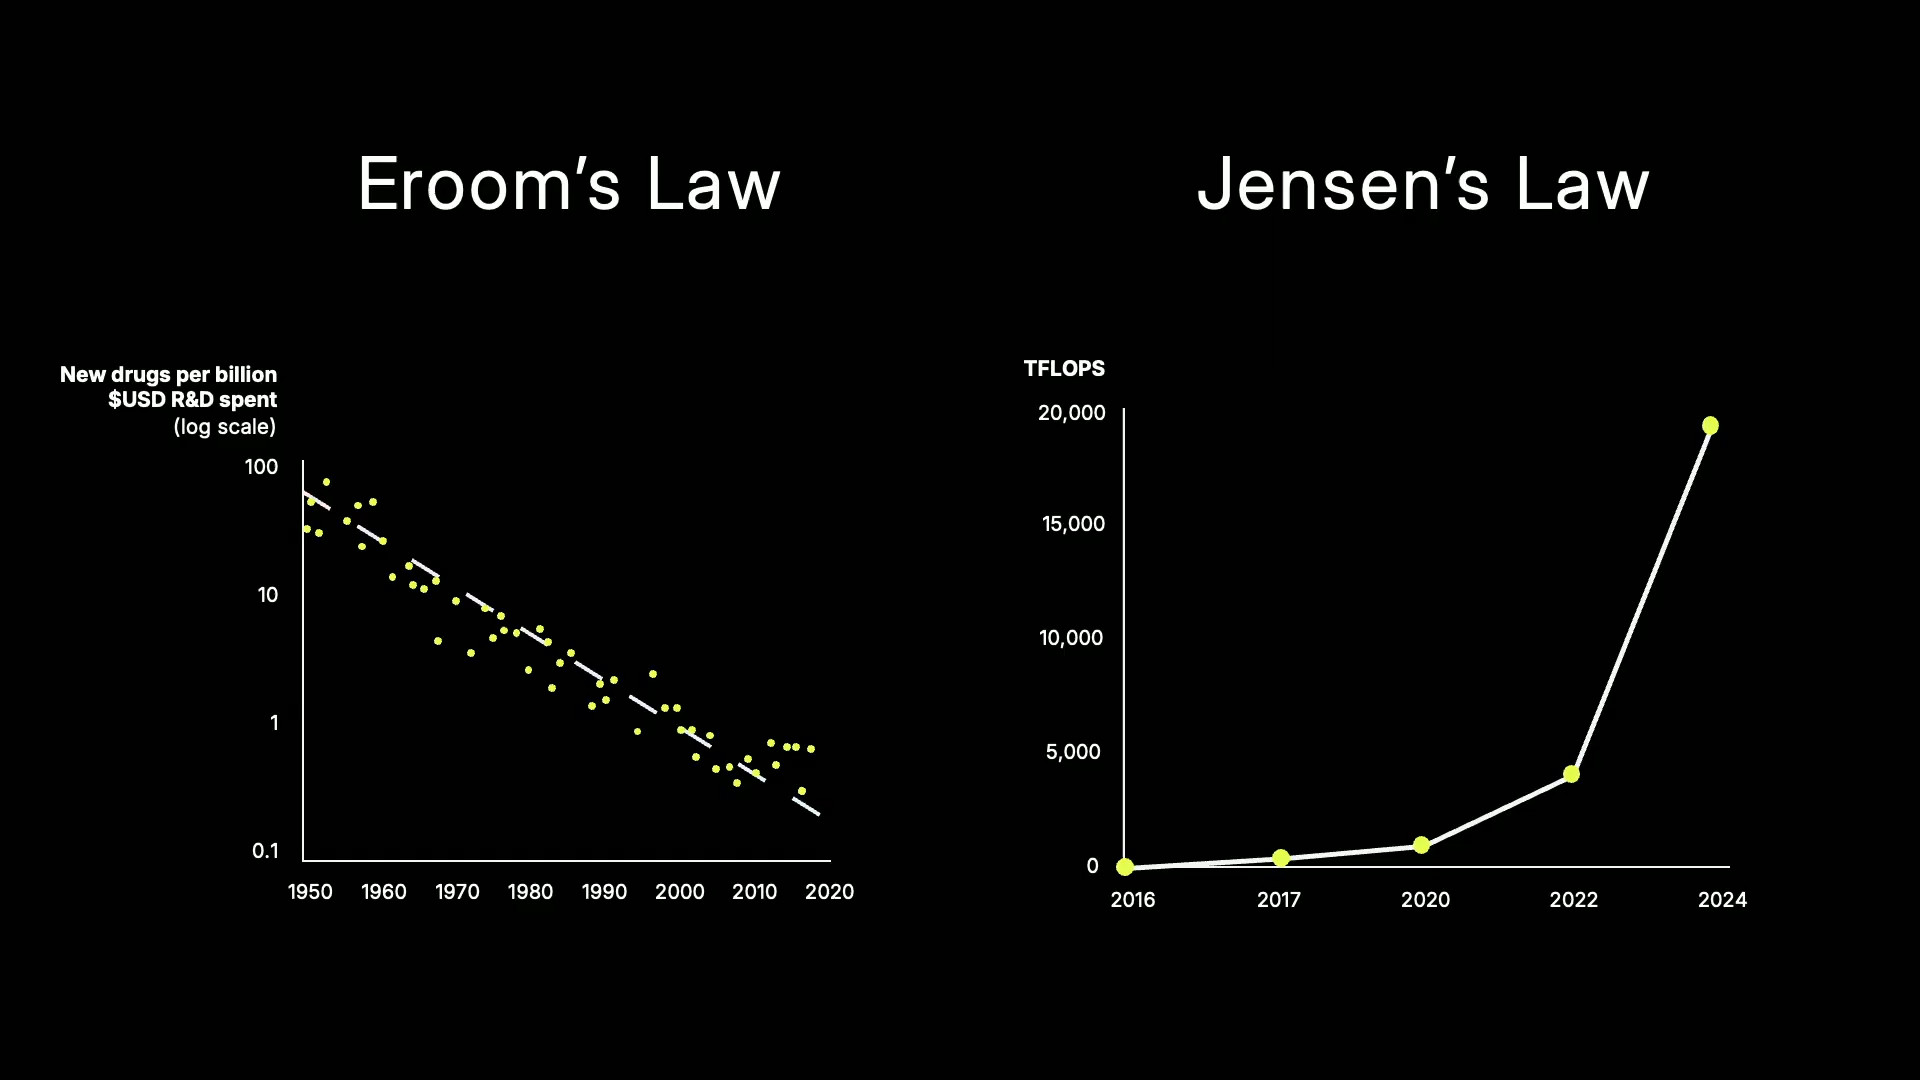 Eroom’s Law
New drugs per billion
$USD R&D spent
(log scale)
100
10
1
0.1
1950 1960 1970 1980 1990 2000 2010 2020
Jensen’s Law
TFLOPS
20,000
15,000
10,000
5,000
0
2016 2017 2020 2022 2024